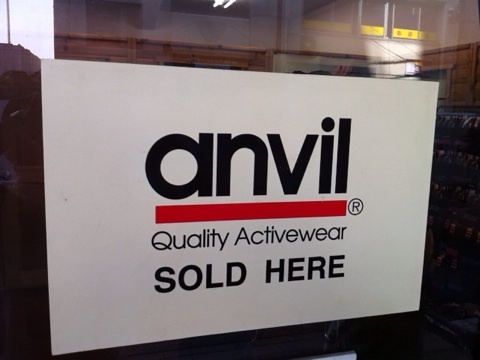 anvil®
Quality Activewear
SOLD HERE